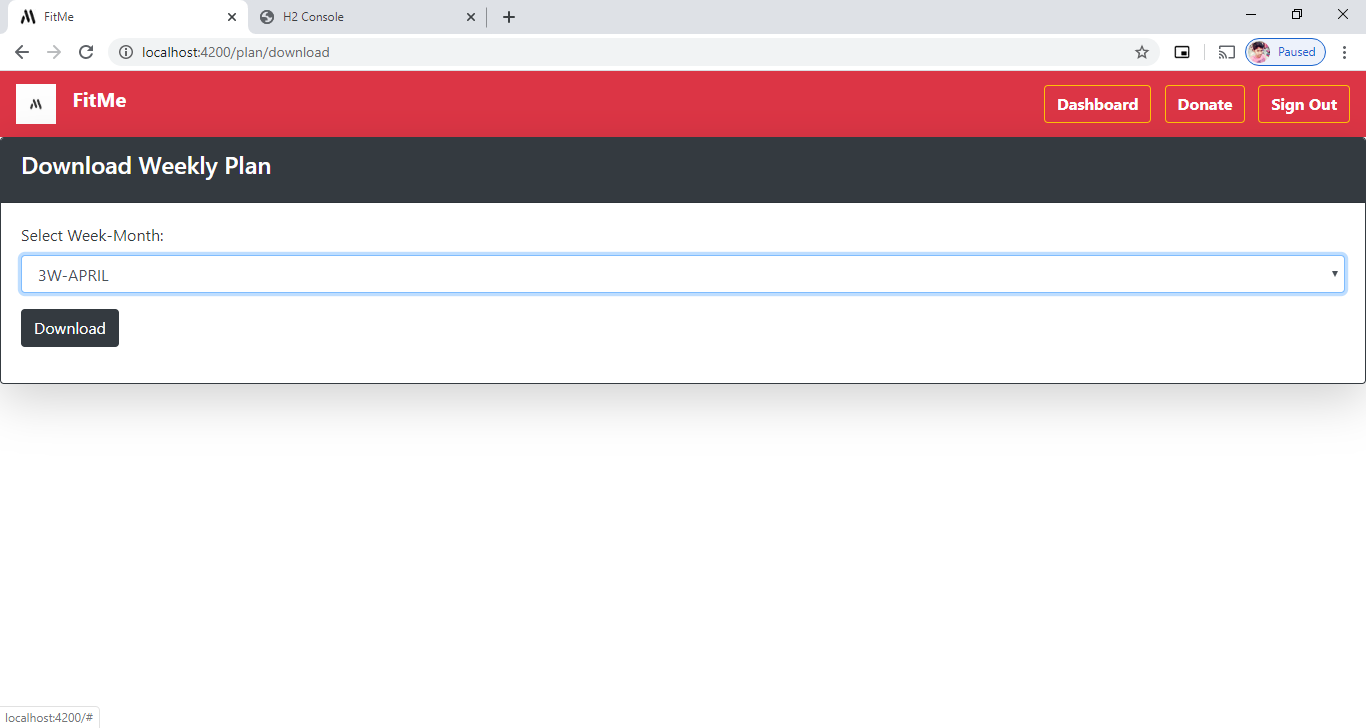 FitMe
H2 Console
localhost:4200/plan/download
Paused
FitMe
Dashboard
Donate
Sign Out
Download Weekly Plan
Select Week-Month:
3W-APRIL
Download
localhost:4200/#